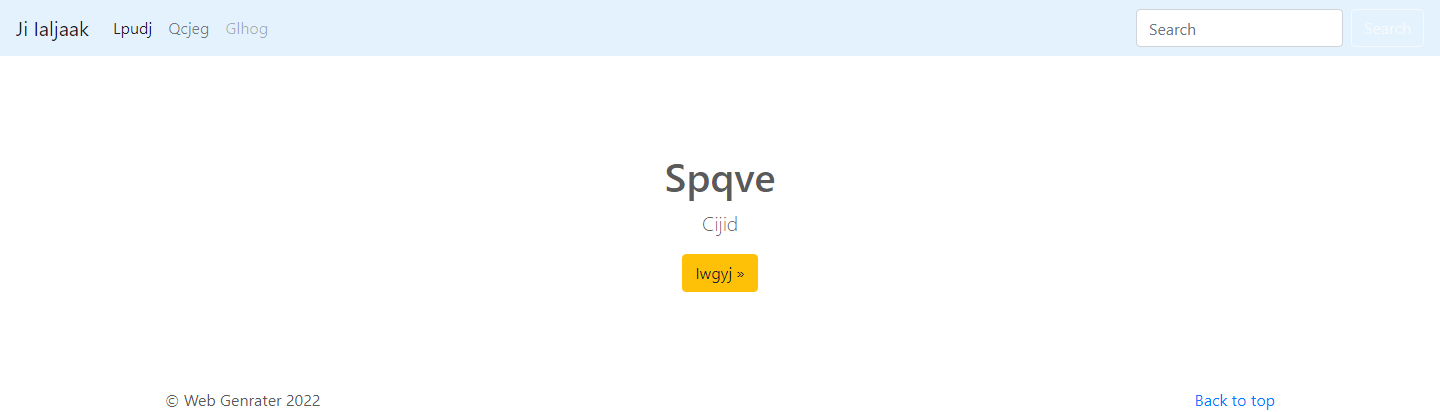 Ji Ialjaak Lpudj Qcjeg Glhog Search Search
Spqve
Cijid
Iwgyj »
© Web Genrater 2022 Back to top